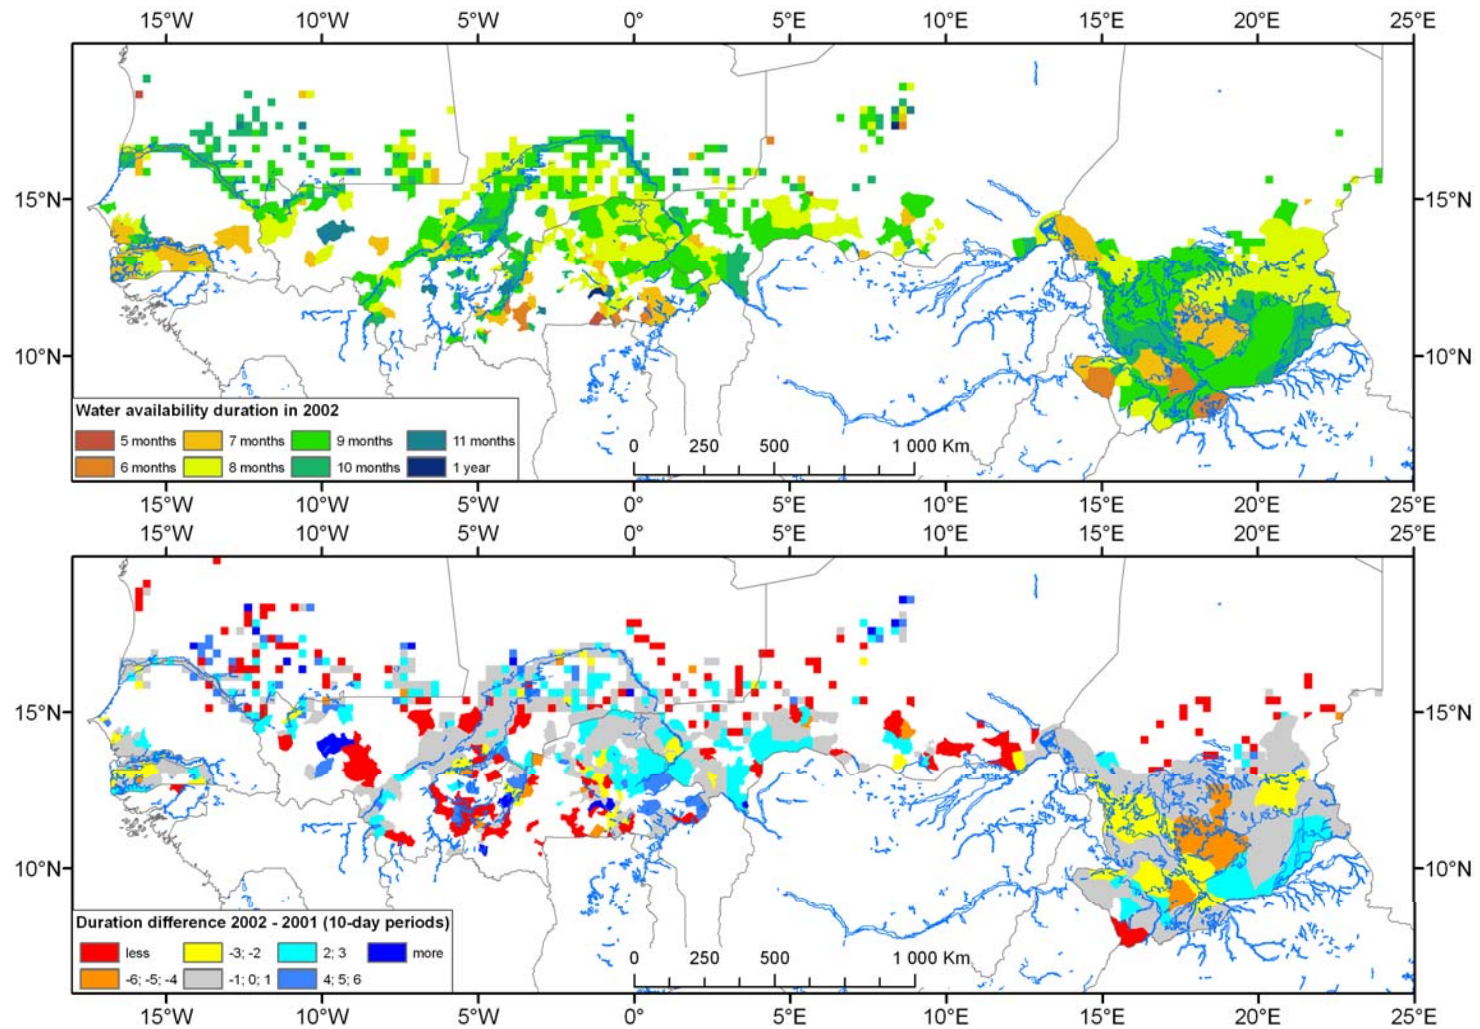 15°W 10°W 5°W 0° 5°E 10°E 15°E 20°E 25°E
15°N 15°N
10°N 10°N
Water availability duration in 2002
5 months 7 months 9 months 11 months
6 months 8 months 10 months 1 year
0 250 500 1000 Km
15°W 10°W 5°W 0° 5°E 10°E 15°E 20°E 25°E
15°W 10°W 5°W 0° 5°E 10°E 15°E 20°E 25°E
15°N 15°N
10°N 10°N
Duration difference 2002 - 2001 (10-day periods)
less -3; -2 2; 3 more
-6; -5; -4 -1; 0; 1 4; 5; 6
0 250 500 1000 Km
15°W 10°W 5°W 0° 5°E 10°E 15°E 20°E 25°E